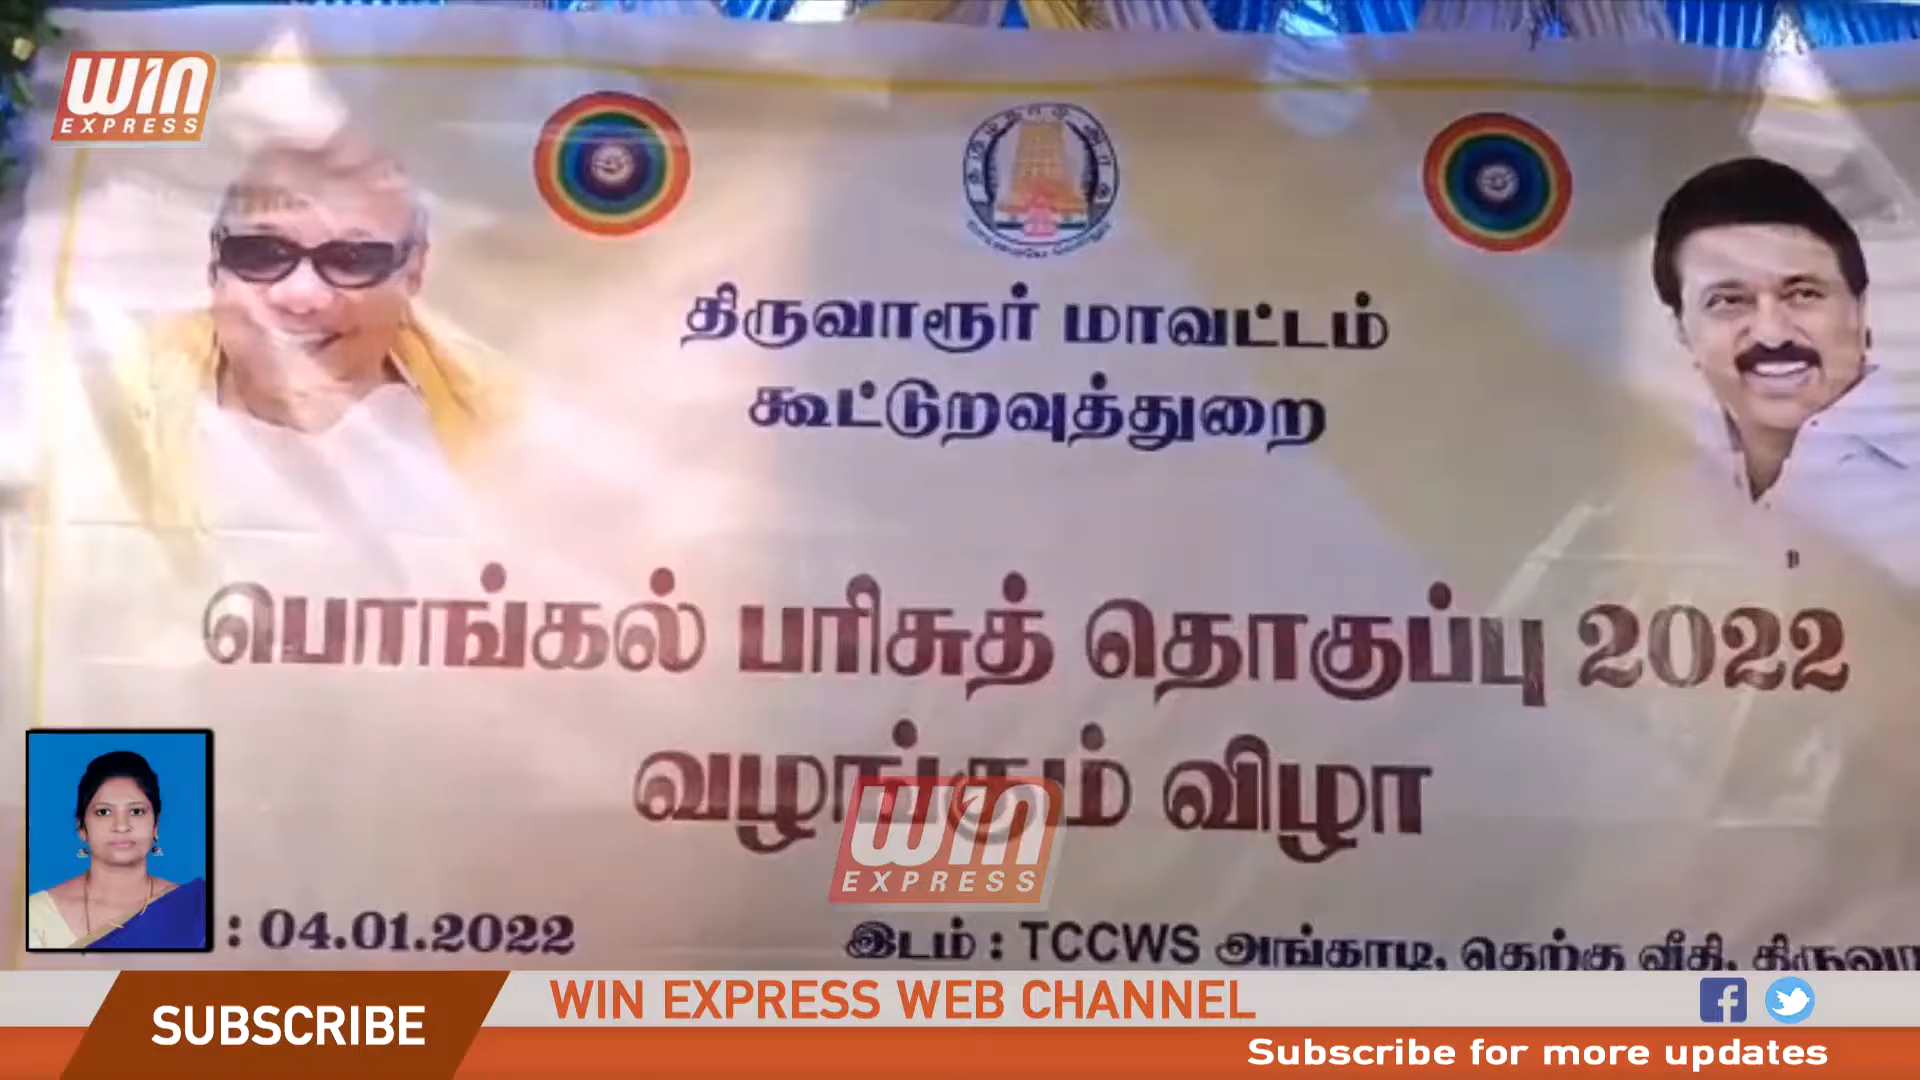 WIN
EXPRESS
திருவாரூர் மாவட்டம்
கூட்டுறவுத்துறை
பொங்கல் பரிசுத் தொகுப்பு 2022
வழங்கும் விழா
WIN
EXPRESS
: 04.01.2022
இடம் : TCCWS அங்காடி, தெற்கு வீதி,
SUBSCRIBE
WIN EXPRESS WEB CHANNEL
Subscribe for more updates